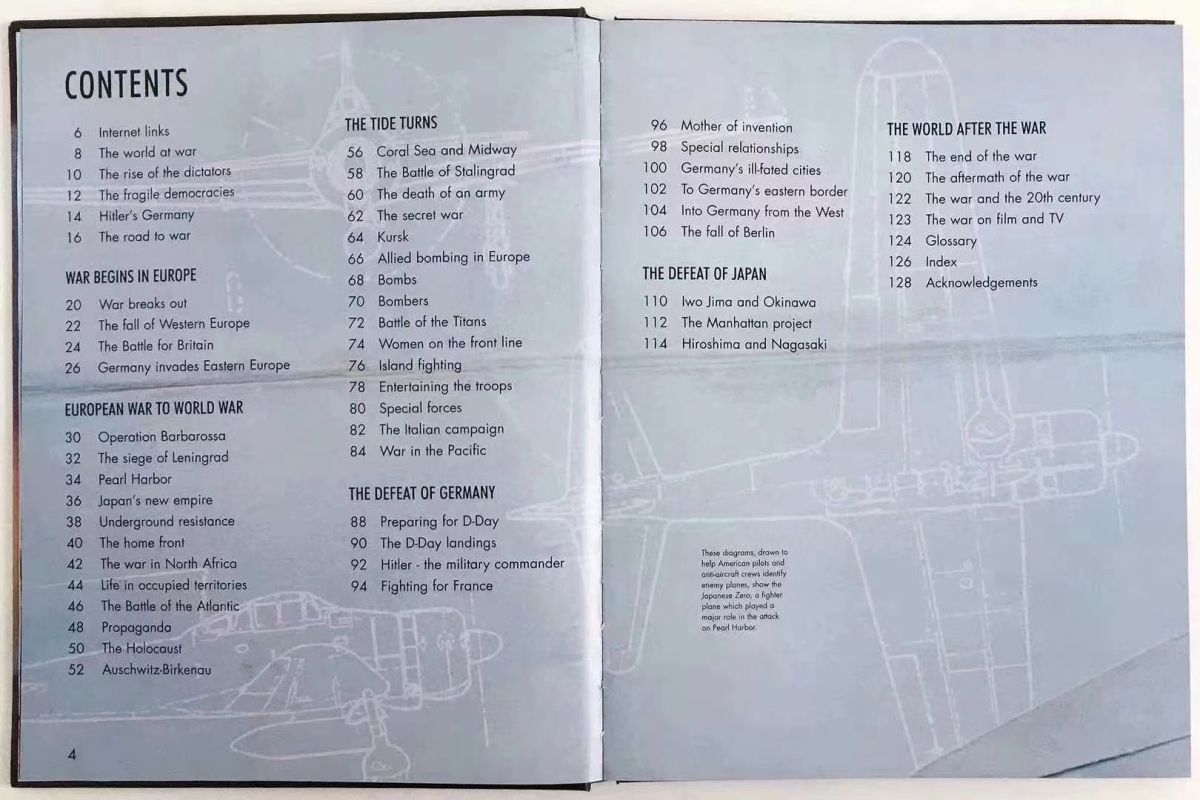 CONTENTS
6 Internet links
8 The world at war
10 The rise of the dictators
12 The fragile democracies
14 Hitler's Germany
16 The road to war
WAR BEGINS IN EUROPE
20 War breaks out
22 The fall of Western Europe
24 The Battle for Britain
26 Germany invades Eastern Europe
EUROPEAN WAR TO WORLD WAR
30 Operation Barbarossa
32 The siege of Leningrad
34 Pearl Harbor
36 Japan's new empire
38 Underground resistance
40 The home front
42 The war in North Africa
44 Life in occupied territories
46 The Battle of the Atlantic
48 Propaganda
50 The Holocaust
52 Auschwitz-Birkenau
4
THE TIDE TURNS
56 Coral Sea and Midway
58 The Battle of Stalingrad
60 The death of an army
62 The secret war
64 Kursk
66 Allied bombing in Europe
68 Bombs
70 Bombers
72 Battle of the Titans
74 Women on the front line
76 Island fighting
78 Entertaining the troops
80 Special forces
82 The Italian campaign
84 War in the Pacific
THE DEFEAT OF GERMANY
88 Preparing for D-Day
90 The D-Day landings
92 Hitler - the military commander
94 Fighting for France
96 Mother of invention
98 Special relationships
100 Germany's ill-fated cities
102 To Germany's eastern border
104 Into Germany from the West
106 The fall of Berlin
THE DEFEAT OF JAPAN
110 Iwo Jima and Okinawa
112 The Manhattan project
114 Hiroshima and Nagasaki
These diagrams, drawn to
help American pilots and
anti-aircraft crews identify
enemy planes, show the
Japanese Zero, a fighter
plane which played a
major role in the attack
on Pearl Harbor.
THE WORLD AFTER THE WAR
118 The end of the war
120 The aftermath of the war
122 The war and the 20th century
123 The war on film and TV
124 Glossary
126 Index
128 Acknowledgements